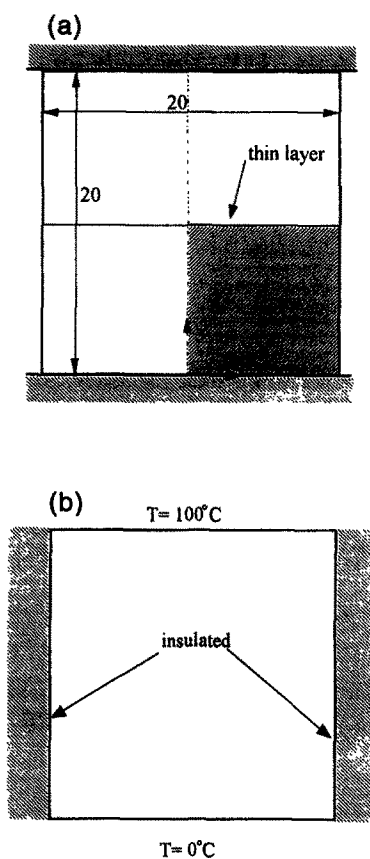 (a)
20
thin layer
20
(b)
T= 100°C
insulated
T= 0°C